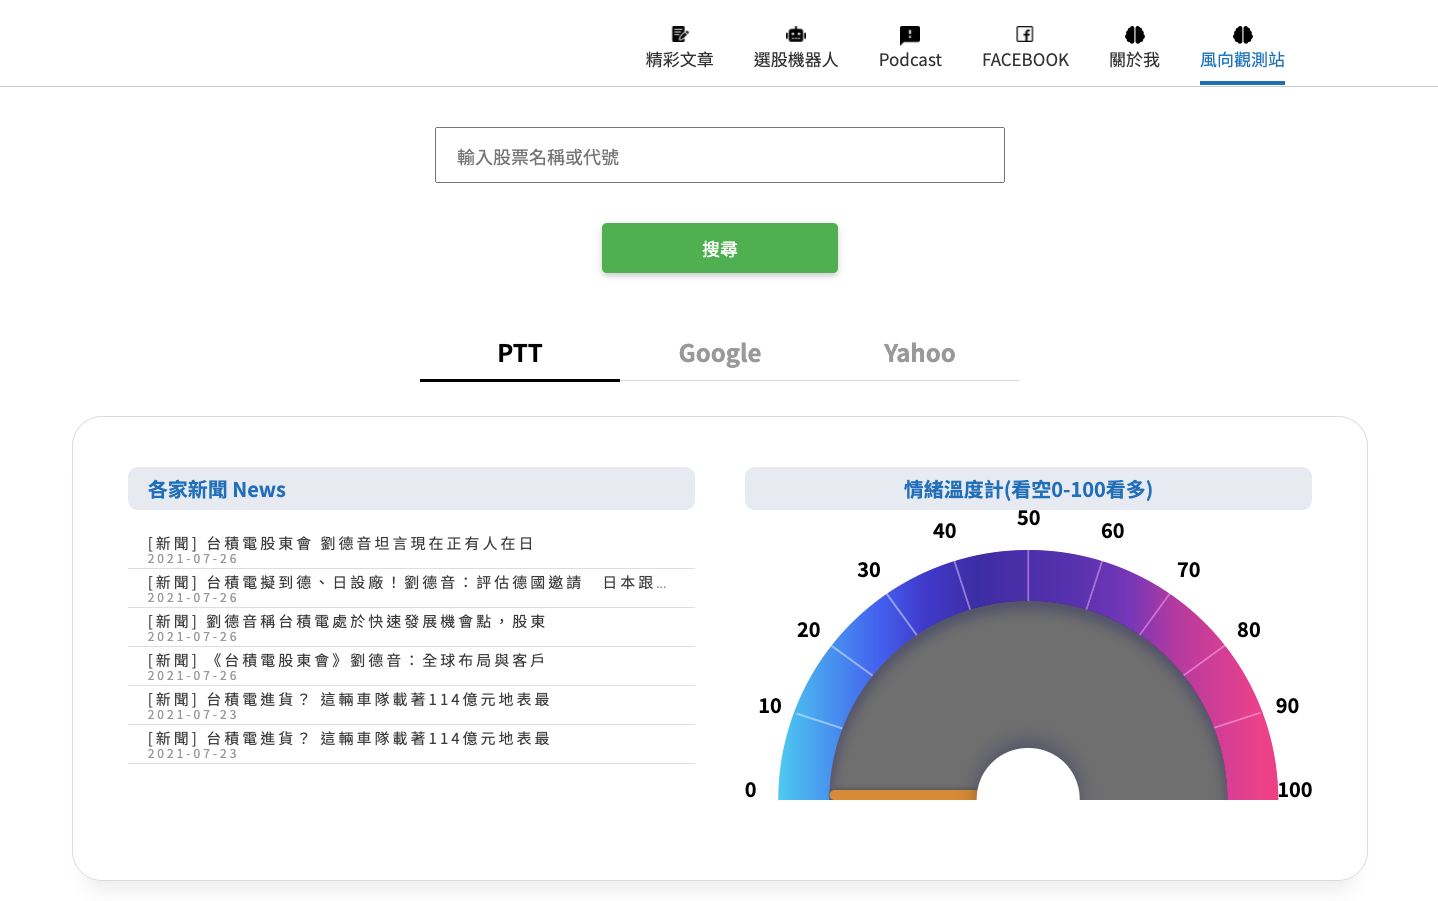 精彩文章
選股機器人
Podcast
FACEBOOK
關於我
風向觀測站
輸入股票名稱或代號
搜尋
PTT
Google
Yahoo
各家新聞 News
[新聞] 台積電股東會 劉德音坦言現在正有人在日
2021-07-26
[新聞] 台積電擬到德、日設廠！劉德音：評估德國邀請　日本跟...
2021-07-26
[新聞] 劉德音稱台積電處於快速發展機會點，股東
2021-07-26
[新聞] 《台積電股東會》劉德音：全球布局與客戶
2021-07-26
[新聞] 台積電進貨？ 這輛車隊載著114億元地表最
2021-07-23
[新聞] 台積電進貨？ 這輛車隊載著114億元地表最
2021-07-23
情緒溫度計(看空0-100看多)
0
10
20
30
40
50
60
70
80
90
100